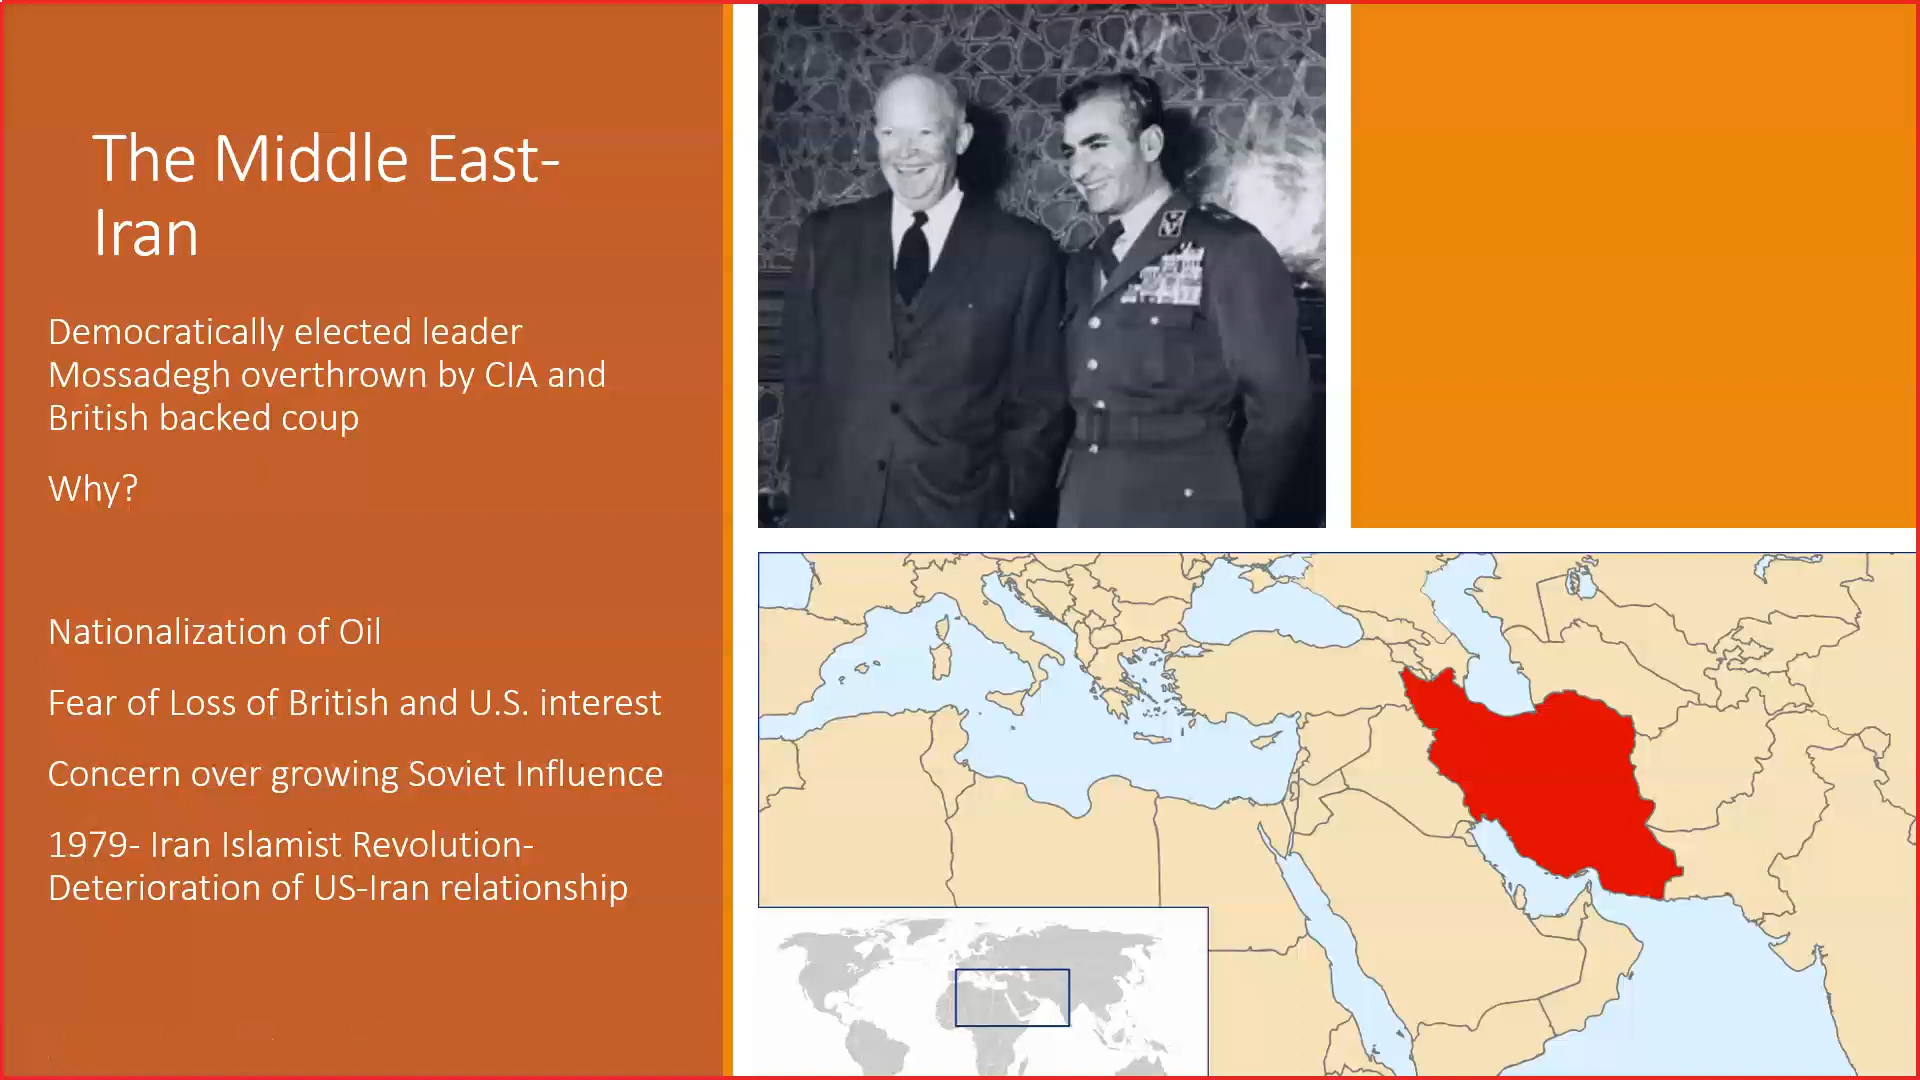 The Middle East-
Iran
Democratically elected leader
Mossadegh overthrown by CIA and
British backed coup
Why?
Nationalization of Oil
Fear of Loss of British and U.S. interest
Concern over growing Soviet Influence
1979- Iran Islamist Revolution-
Deterioration of US-Iran relationship